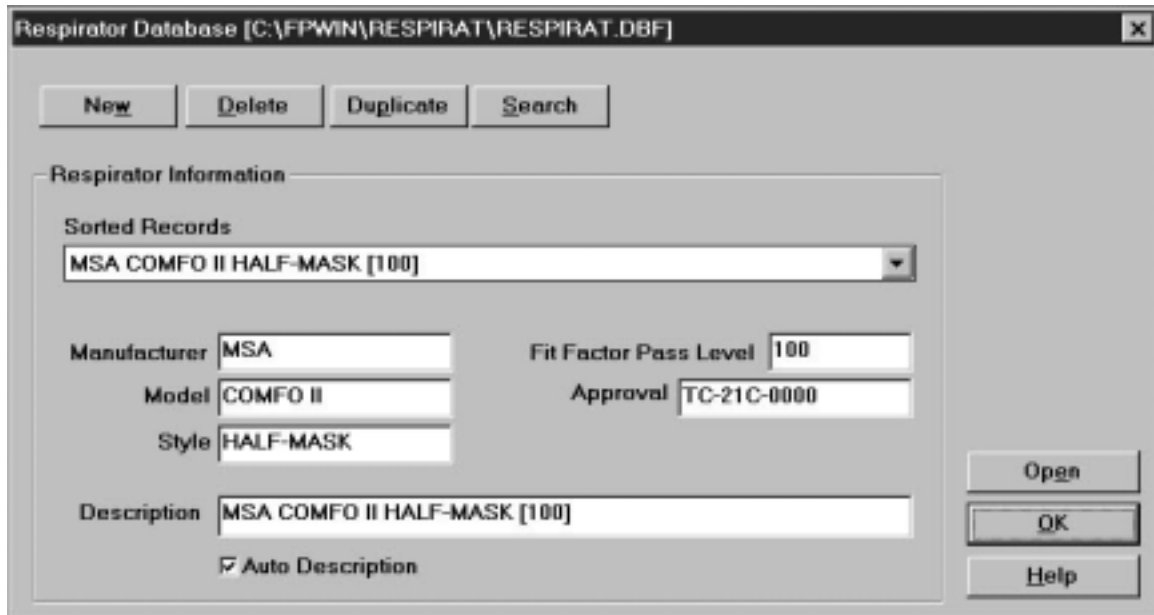 Respirator Database [C:\FPWIN\RESPIRAT\RESPIRAT.DBF]
New Delete Duplicate Search
Respirator Information
Sorted Records
MSA COMFO II HALF-MASK [100]
Manufacturer MSA Fit Factor Pass Level 100
Model COMFO II Approval TC-21C-0000
Style HALF-MASK
Open
Description MSA COMFO II HALF-MASK [100]
OK
Auto Description
Help